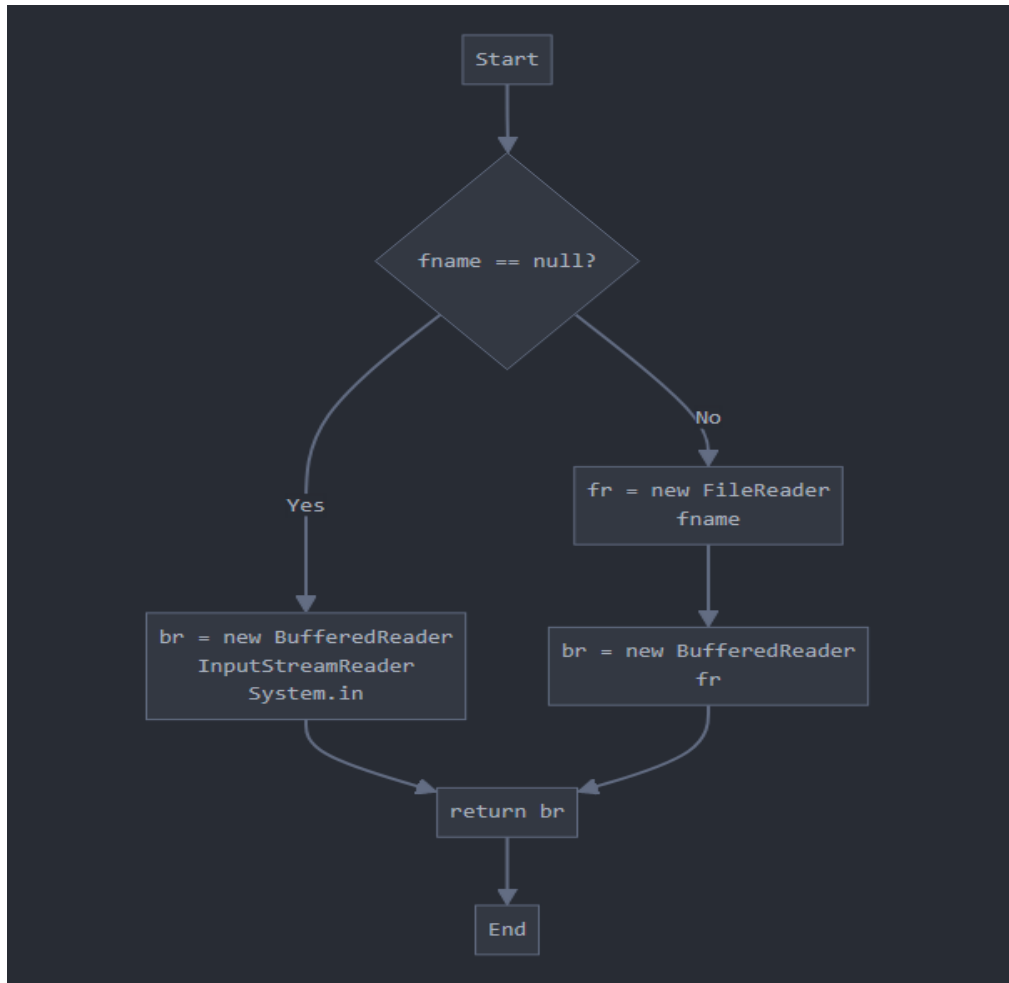 Start
fname == null?
No
fr = new FileReader
fname
Yes
br = new BufferedReader
InputStreamReader
System.in
br = new BufferedReader
fr
return br
End